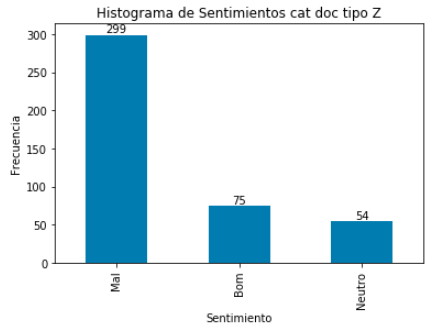 Histograma de Sentimientos cat doc tipo Z
300
250
200
150
100
50
0
Frecuencia
299
75
54
Mal
Bom
Neutro
Sentimiento